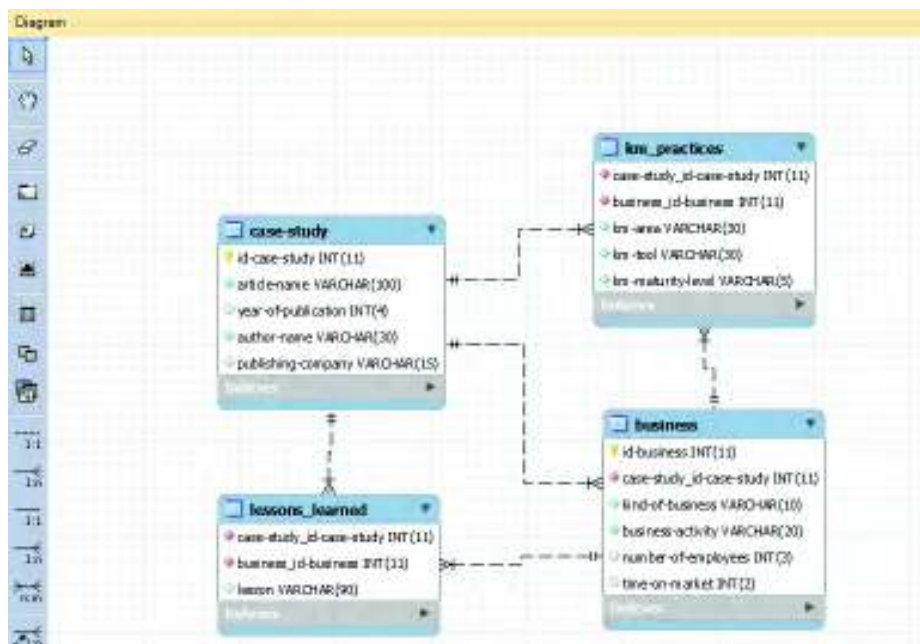 Diagram
km_practices
case-study_id-case-study INT(11)
business_id-business INT(11)
km-area VARCHAR(30)
km-tool VARCHAR(30)
km-maturity-level VARCHAR(5)
Indexes
case-study
id-case-study INT(11)
article-name VARCHAR(100)
year-of-publication INT(4)
author-name VARCHAR(30)
publishing-company VARCHAR(15)
Indexes
business
id-business INT(11)
case-study_id-case-study INT(11)
kind-of-business VARCHAR(10)
business-activity VARCHAR(20)
number-of-employees INT(3)
time-on-market INT(2)
Indexes
lessons_learned
case-study_id-case-study INT(11)
business_id-business INT(11)
lesson VARCHAR(90)
Indexes
1:1
1:1